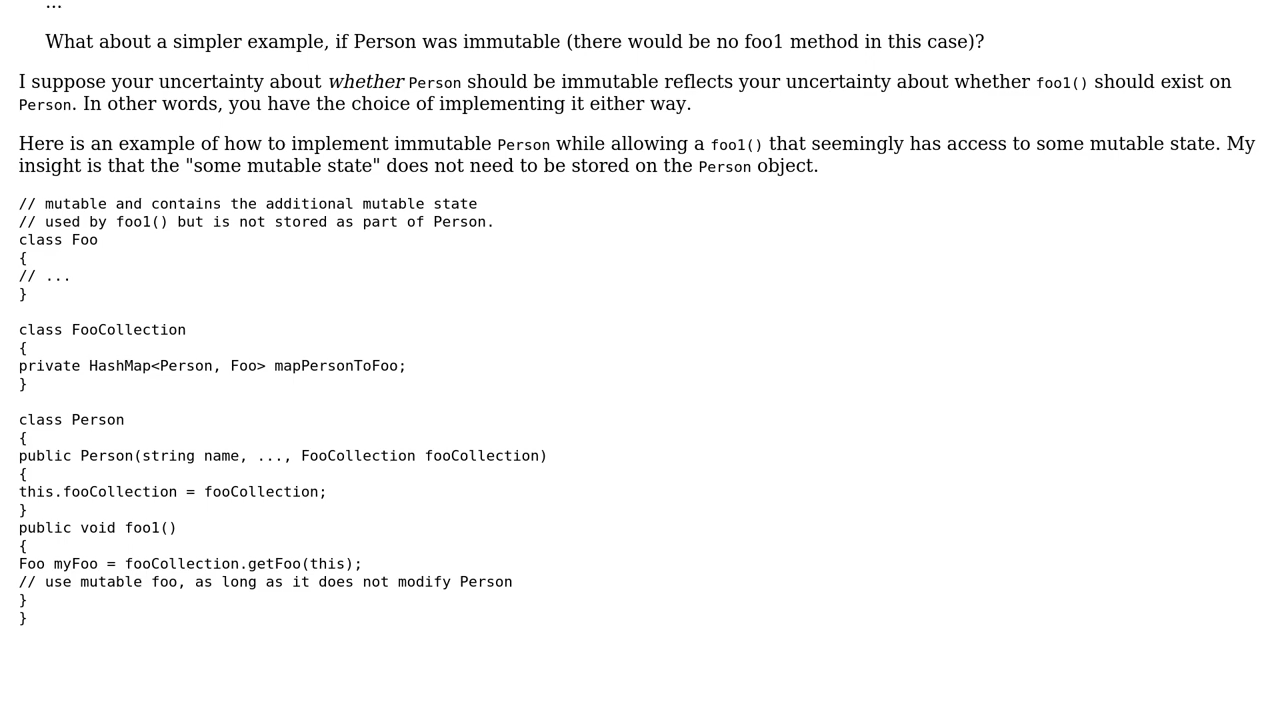 ...
What about a simpler example, if Person was immutable (there would be no foo1 method in this case)?
I suppose your uncertainty about whether Person should be immutable reflects your uncertainty about whether foo1() should exist on
Person. In other words, you have the choice of implementing it either way.
Here is an example of how to implement immutable Person while allowing a foo1() that seemingly has access to some mutable state. My
insight is that the "some mutable state" does not need to be stored on the Person object.
// mutable and contains the additional mutable state
// used by foo1() but is not stored as part of Person.
class Foo
{
// ...
}
class FooCollection
{
private HashMap<Person, Foo> mapPersonToFoo;
}
class Person
{
public Person(string name, ..., FooCollection fooCollection)
{
this.fooCollection = fooCollection;
}
public void foo1()
{
Foo myFoo = fooCollection.getFoo(this);
// use mutable foo, as long as it does not modify Person
}
}